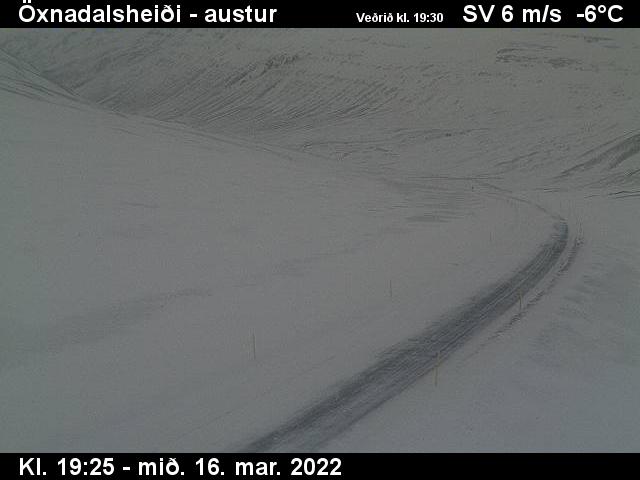 Öxnadalsheiði - austur Veðrið kl. 19:30 SV 6 m/s -6°C
Kl. 19:25 - mið. 16. mar. 2022